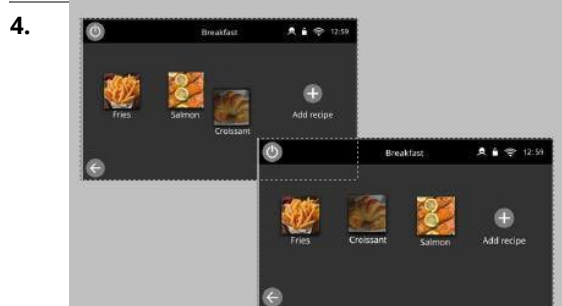 4.
Breakfast 12:59
Fries Salmon Croissant Add recipe
Breakfast 12:59
Fries Croissant Salmon Add recipe